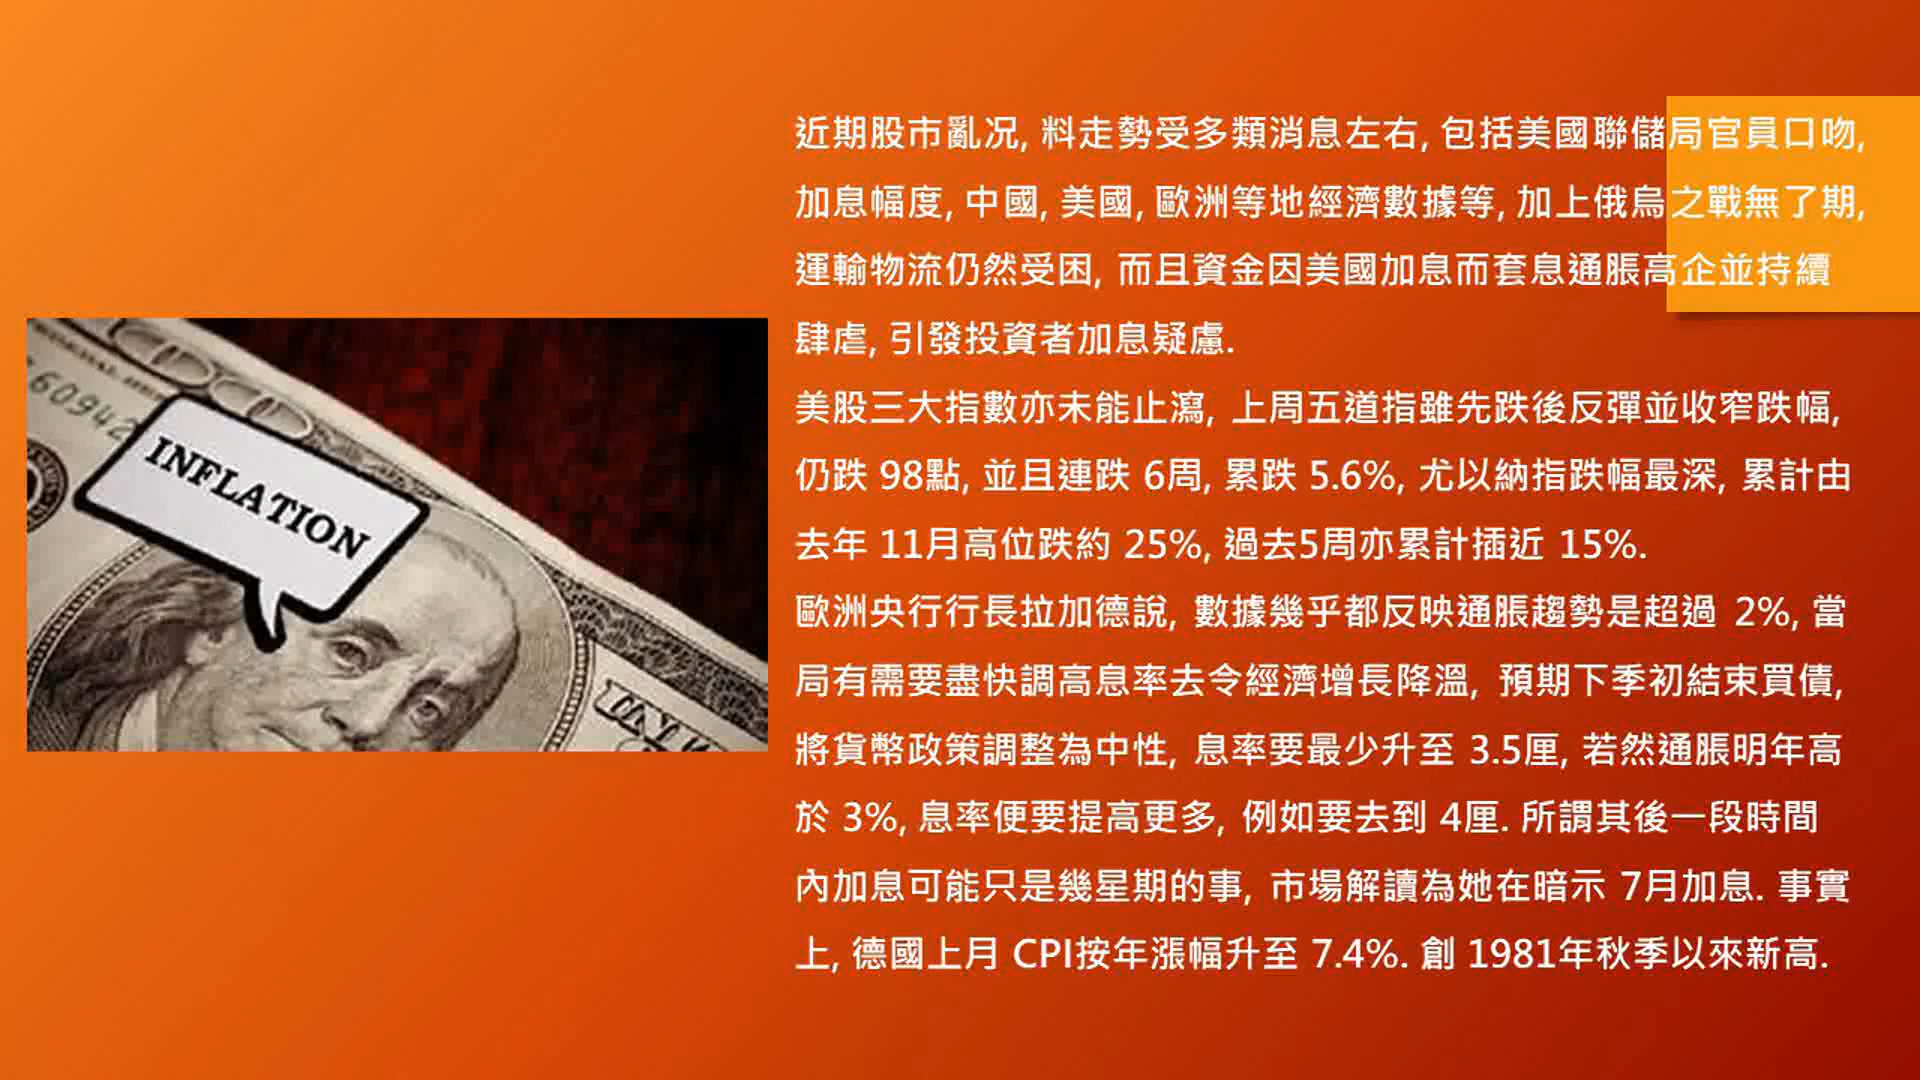 近期股市亂況, 料走勢受多類消息左右, 包括美國聯儲局官員口吻,
加息幅度, 中國, 美國, 歐洲等地經濟數據等, 加上俄烏之戰無了期,
運輸物流仍然受困, 而且資金因美國加息而套息通脹高企並持續
肆虐, 引發投資者加息疑慮.
美股三大指數亦未能止瀉, 上周五道指雖先跌後反彈並收窄跌幅,
仍跌 98點, 並且連跌 6周, 累跌 5.6%, 尤以納指跌幅最深, 累計由
去年 11月高位跌約 25%, 過去5周亦累計插近 15%.
歐洲央行行長拉加德說, 數據幾乎都反映通脹趨勢是超過 2%, 當
局有需要盡快調高息率去令經濟增長降溫, 預期下季初結束買債,
將貨幣政策調整為中性, 息率要最少升至 3.5厘, 若然通脹明年高
於 3%, 息率便要提高更多, 例如要去到 4厘. 所謂其後一段時間
內加息可能只是幾星期的事, 市場解讀為她在暗示 7月加息. 事實
上, 德國上月 CPI按年漲幅升至 7.4%. 創 1981年秋季以來新高.
60942
INFLATION